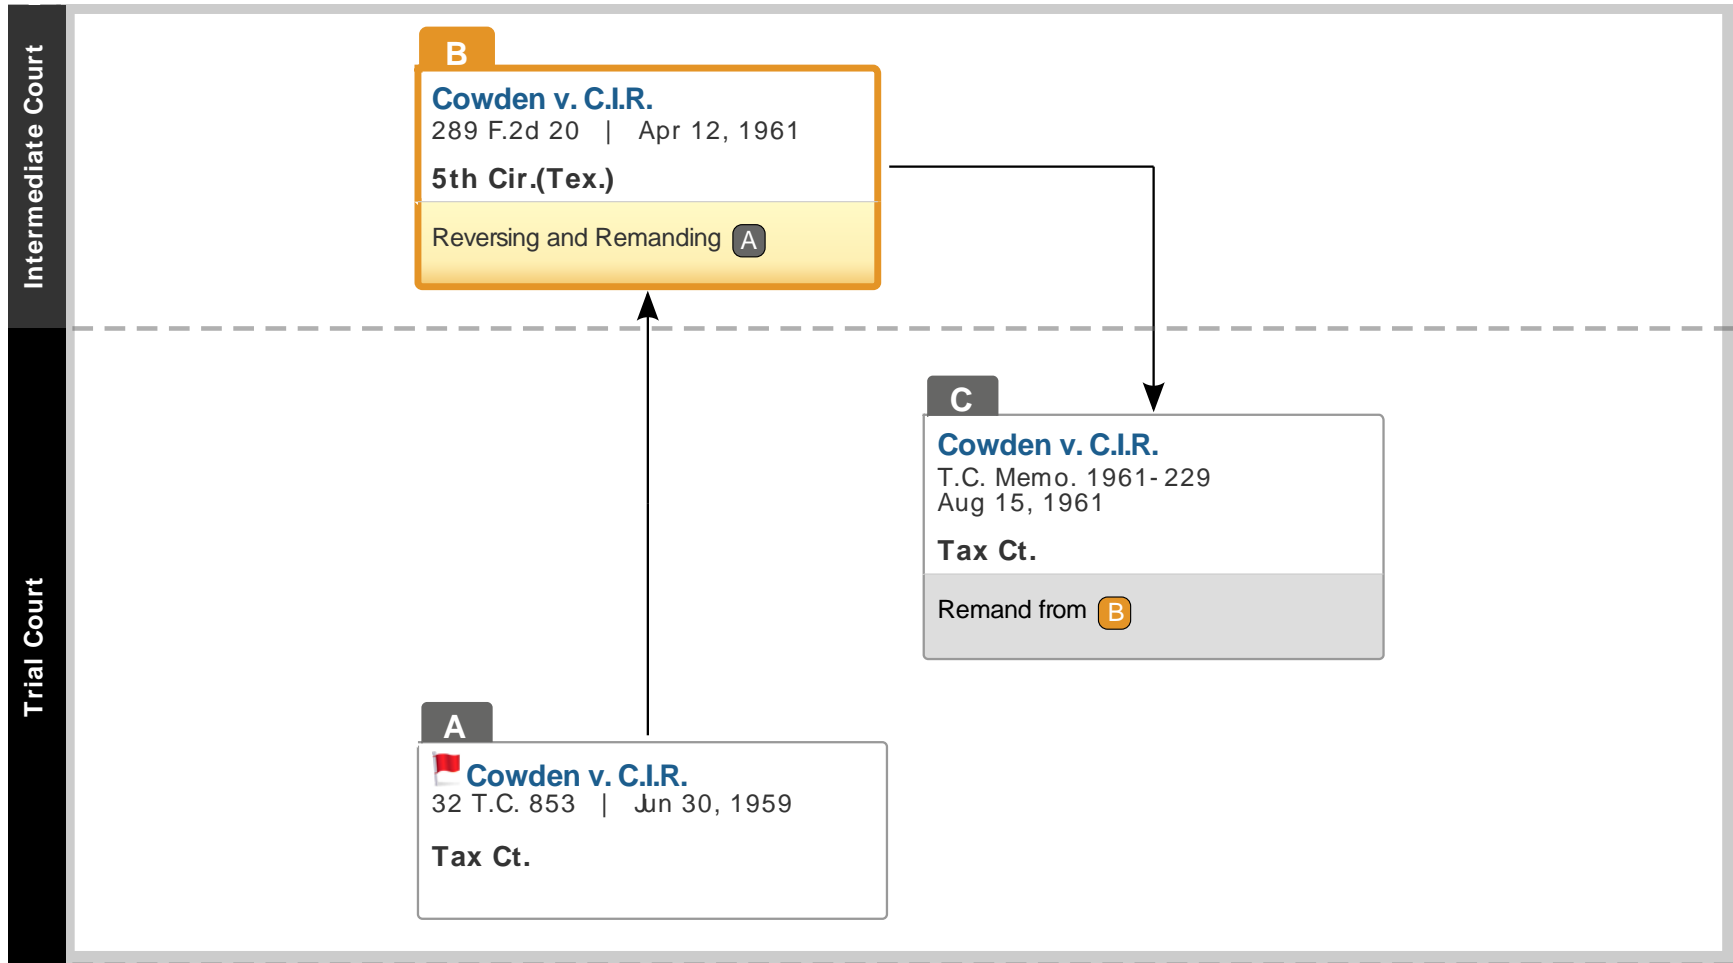 Intermediate Court
B
Cowden v. C.I.R.
289 F.2d 20 | Apr 12, 1961
5th Cir.(Tex.)
Reversing and Remanding A
Trial Court
C
Cowden v. C.I.R.
T.C. Memo. 1961-229
Aug 15, 1961
Tax Ct.
Remand from B
A
Cowden v. C.I.R.
32 T.C. 853 | Jun 30, 1959
Tax Ct.